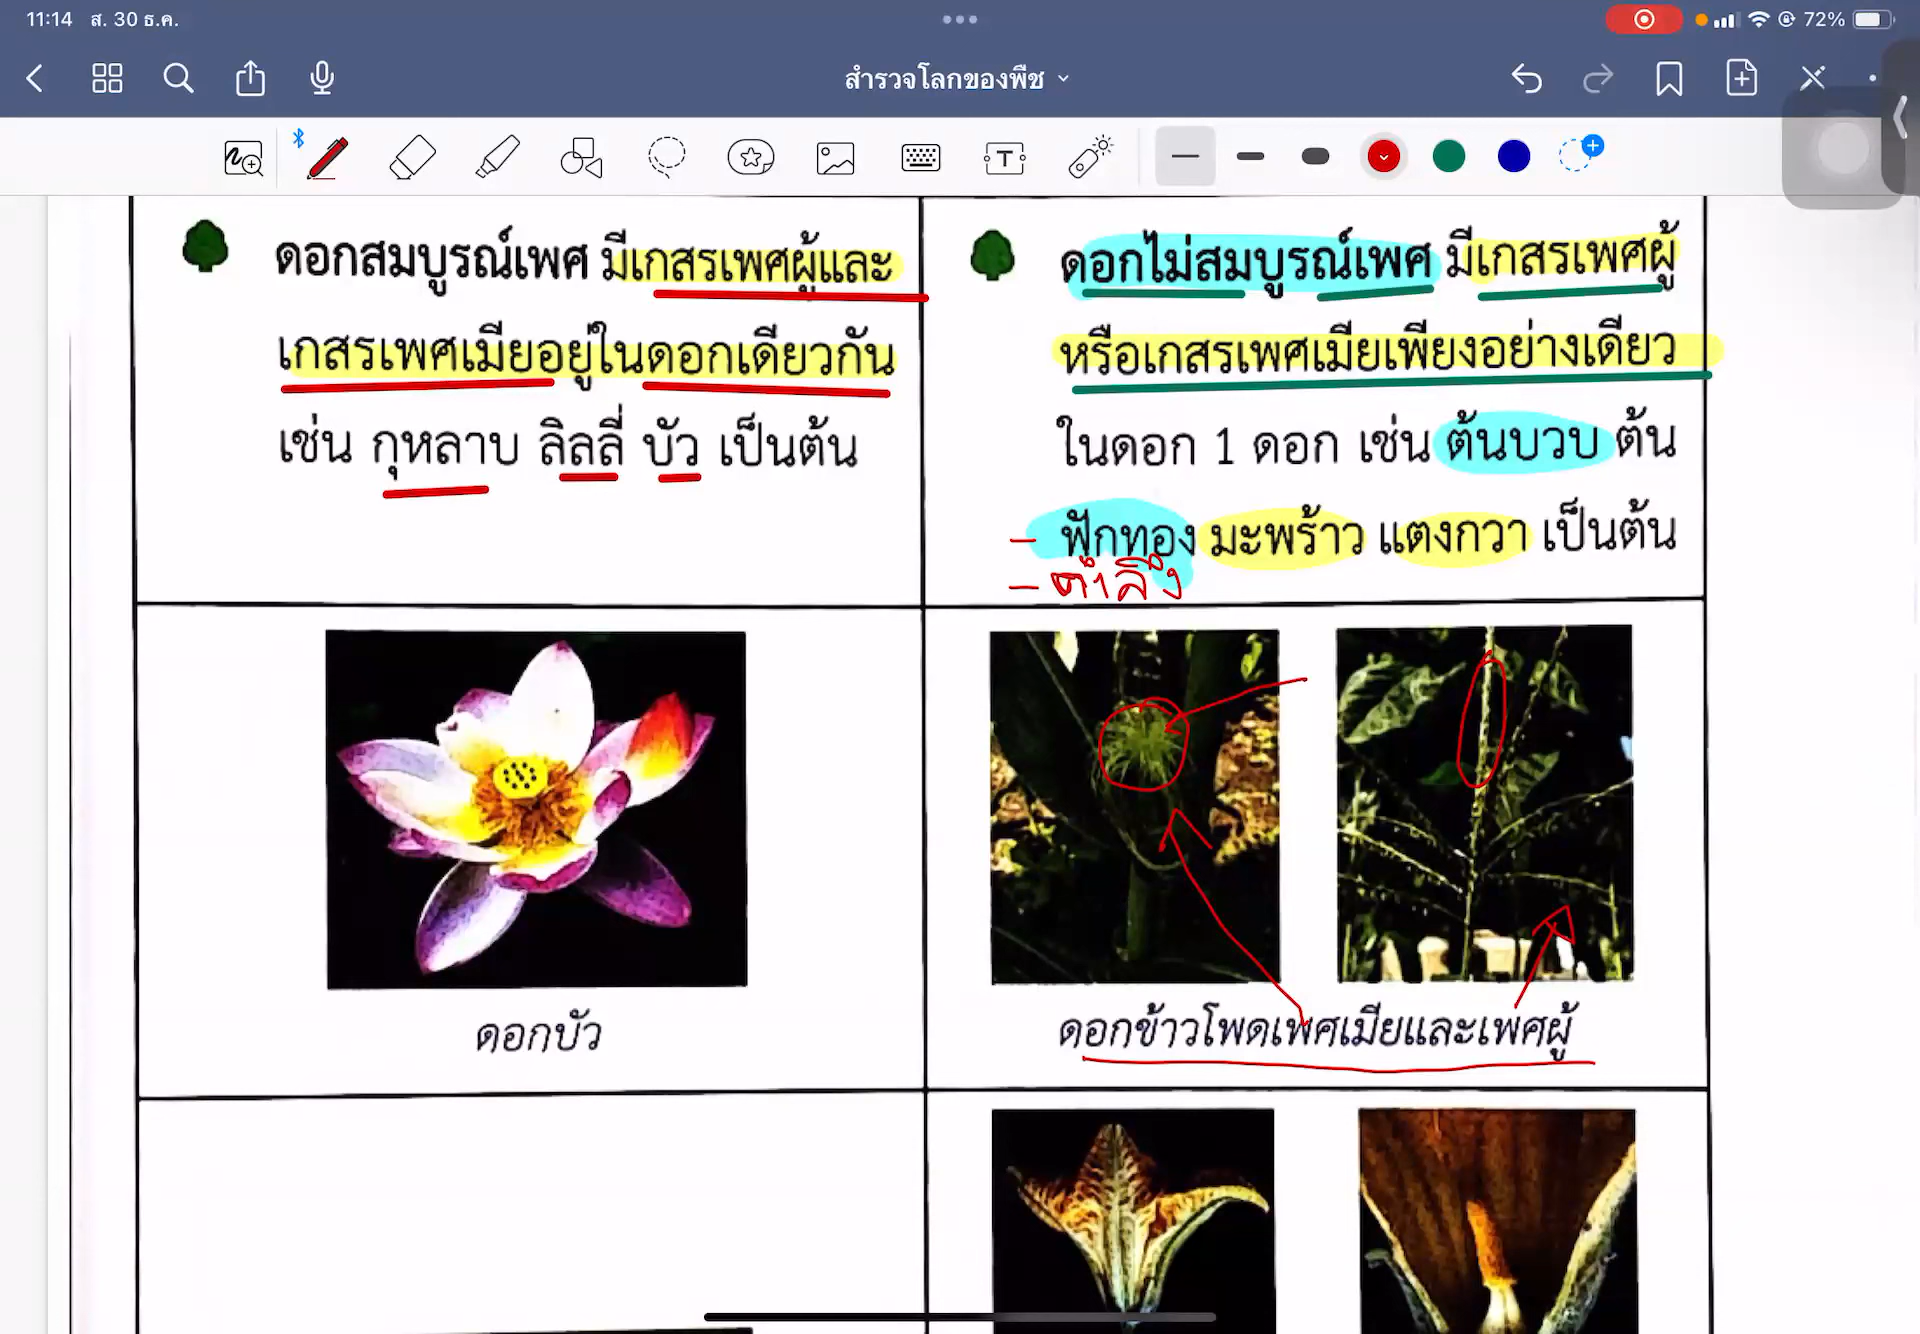 11:14 ส. 30 ธ.ค.
72%
สำรวจโลกของพืช
T
ดอกสมบูรณ์เพศ มีเกสรเพศผู้และ
เกสรเพศเมียอยู่ในดอกเดียวกัน
เช่น กุหลาบ ลิลลี่ บัว เป็นต้น
ดอกไม่สมบูรณ์เพศ มีเกสรเพศผู้
หรือเกสรเพศเมียเพียงอย่างเดียว
ในดอก 1 ดอก เช่น ต้นบวบ ต้น
- ฟักทอง มะพร้าว แตงกวา เป็นต้น
- ตำลึง
ดอกบัว
ดอกข้าวโพดเพศเมียและเพศผู้